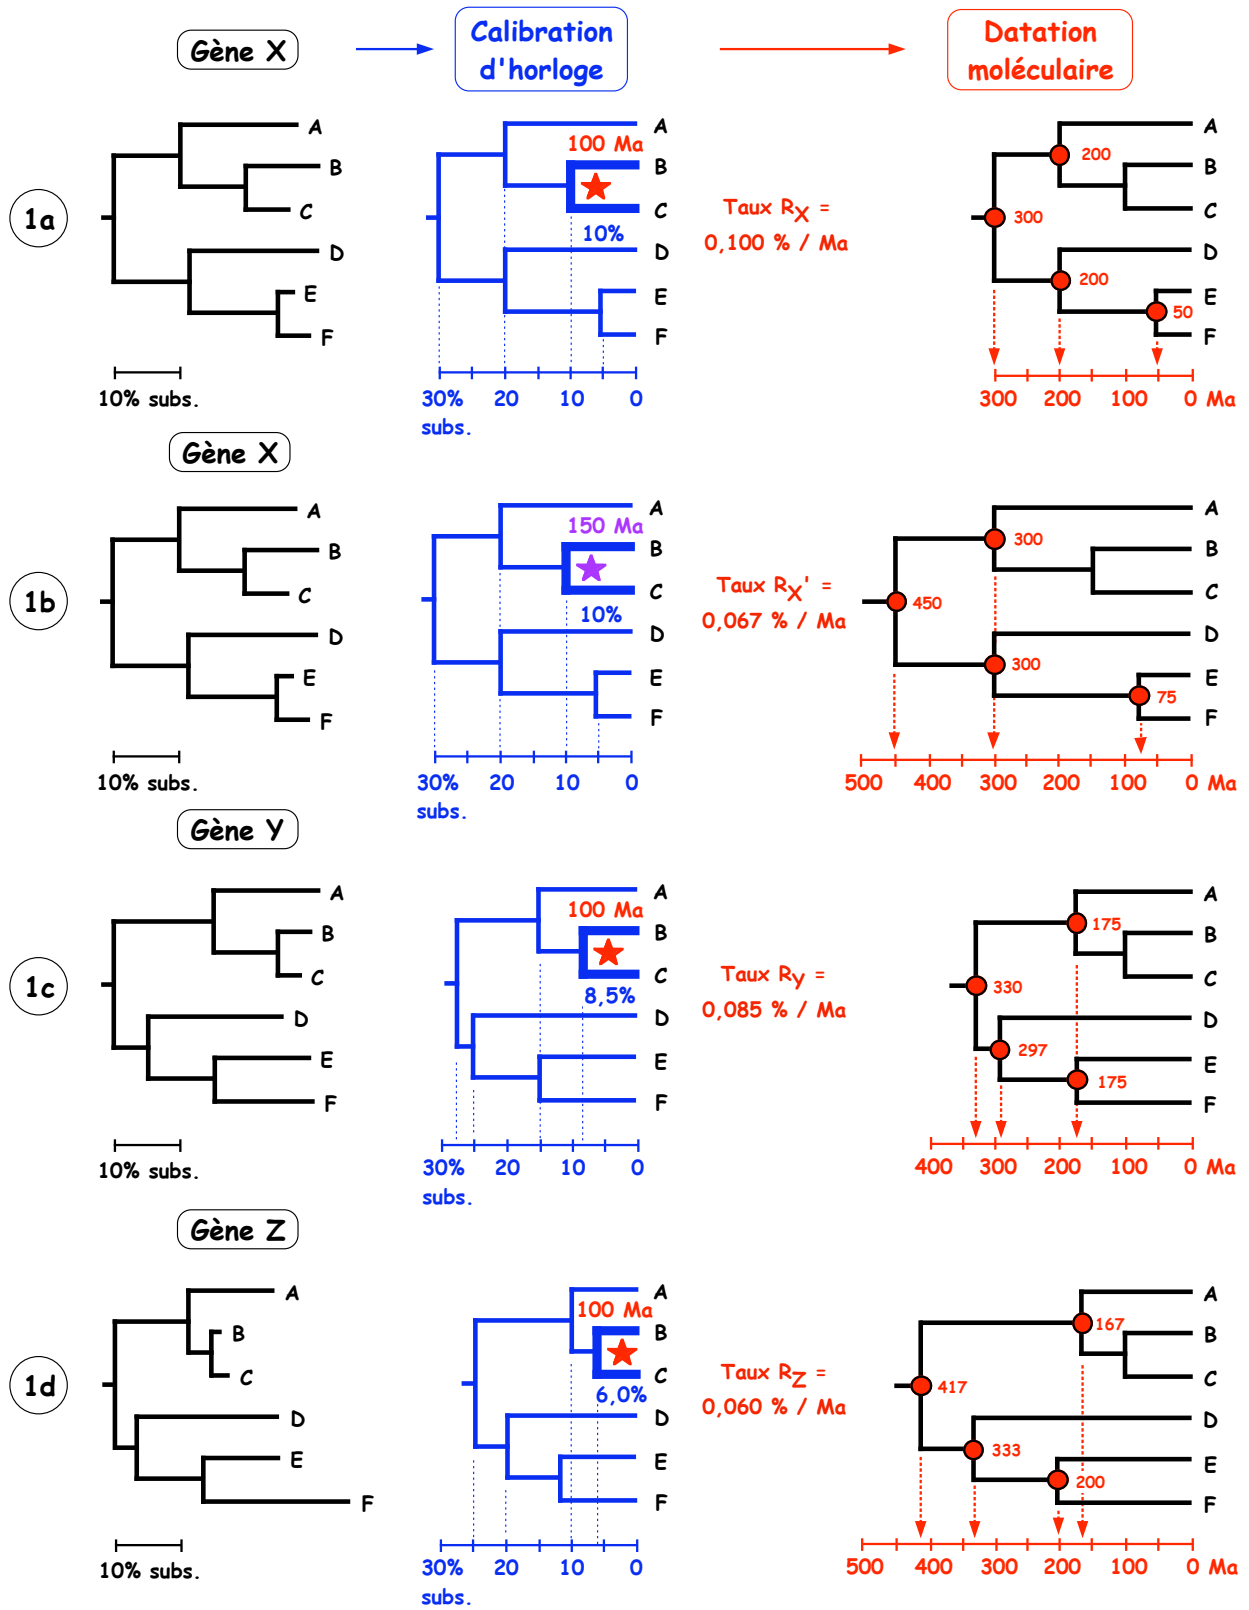 Gène X
Calibration
d'horloge
Datation
moléculaire
1a
A
B
C
D
E
F
10% subs.
100 Ma
10%
A
B
C
D
E
F
30% 20 10 0
subs.
Taux RX =
0,100 % / Ma
200
300
200
50
A
B
C
D
E
F
300 200 100 0 Ma
Gène X
1b
A
B
C
D
E
F
10% subs.
150 Ma
10%
A
B
C
D
E
F
30% 20 10 0
subs.
Taux RX' =
0,067 % / Ma
300
450
300
75
A
B
C
D
E
F
500 400 300 200 100 0 Ma
Gène Y
1c
A
B
C
D
E
F
10% subs.
100 Ma
8,5%
A
B
C
D
E
F
30% 20 10 0
subs.
Taux RY =
0,085 % / Ma
175
330
297
175
A
B
C
D
E
F
400 300 200 100 0 Ma
Gène Z
1d
A
B
C
D
E
F
10% subs.
100 Ma
6,0%
A
B
C
D
E
F
30% 20 10 0
subs.
Taux RZ =
0,060 % / Ma
167
417
333
200
A
B
C
D
E
F
500 400 300 200 100 0 Ma